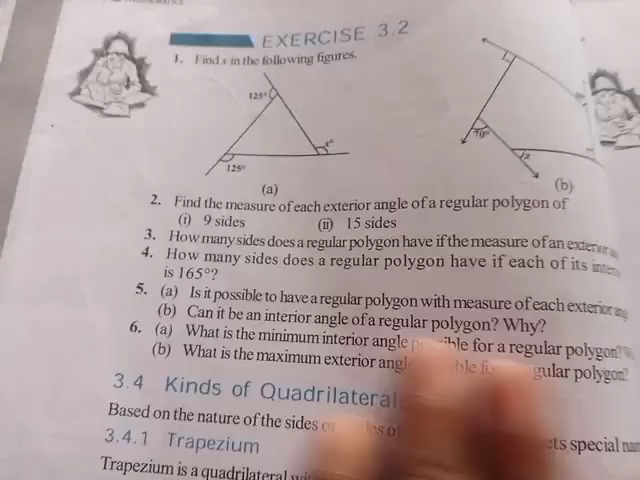 EXERCISE 3.2
1. Find x in the following figures.
125°
x°
125°
70°
x
(a)
(b)
2. Find the measure of each exterior angle of a regular polygon of
(i) 9 sides (ii) 15 sides
3. How many sides does a regular polygon have if the measure of an exterior
4. How many sides does a regular polygon have if each of its
is 165°?
5. (a) Is it possible to have a regular polygon with measure of each exterior
(b) Can it be an interior angle of a regular polygon? Why?
6. (a) What is the minimum interior angle for a regular polygon?
(b) What is the maximum exterior polygon?
3.4 Kinds of Quadrilateral
Based on the nature of the sides special
3.4.1 Trapezium
Trapezium is a quadrilateral